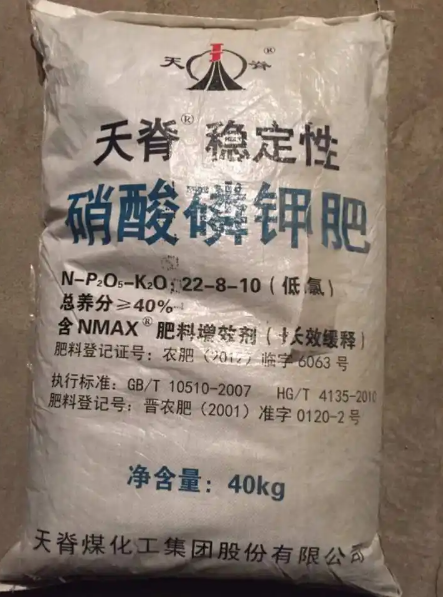 天 脊 ®
天脊® 稳定性
硝酸磷钾肥
N-P₂O₅-K₂O 22-8-10(低氯)
总养分≥40%
含NMAX®肥料增效剂(长效缓释)
肥料登记证号:农肥(2012)临字6063号
执行标准:GB/T 10510-2007 HG/T 4135-2010
肥料登记号:晋农肥(2001)准字0120-2号
净含量:40kg
天脊煤化工集团股份有限公司